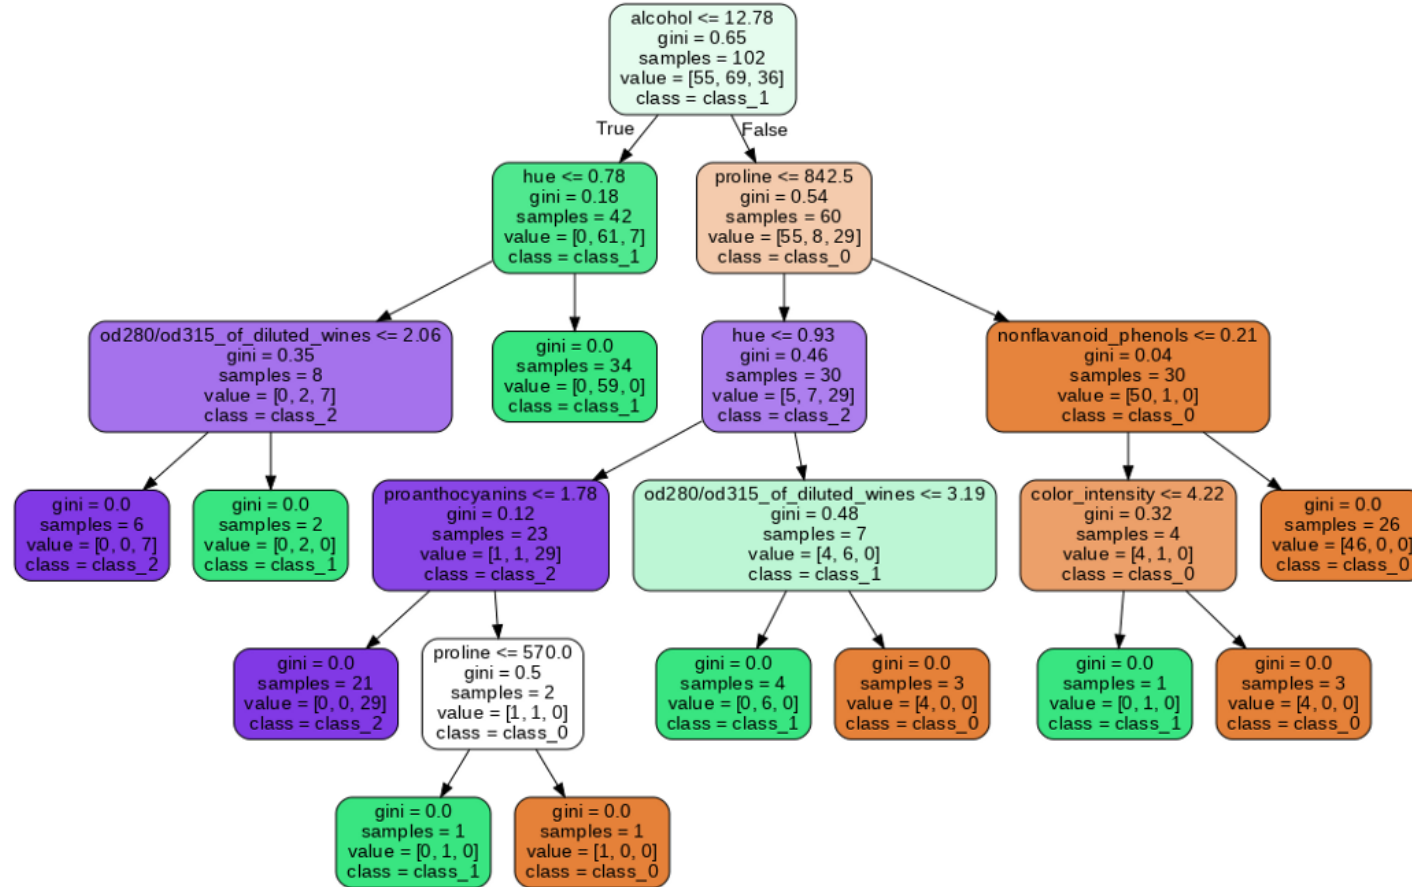 alcohol <= 12.78
gini = 0.65
samples = 102
value = [55, 69, 36]
class = class_1
True
False
hue <= 0.78
gini = 0.18
samples = 42
value = [0, 61, 7]
class = class_1
proline <= 842.5
gini = 0.54
samples = 60
value = [55, 8, 29]
class = class_0
od280/od315_of_diluted_wines <= 2.06
gini = 0.35
samples = 8
value = [0, 2, 7]
class = class_2
gini = 0.0
samples = 34
value = [0, 59, 0]
class = class_1
hue <= 0.93
gini = 0.46
samples = 30
value = [5, 7, 29]
class = class_2
nonflavanoid_phenols <= 0.21
gini = 0.04
samples = 30
value = [50, 1, 0]
class = class_0
gini = 0.0
samples = 6
value = [0, 0, 7]
class = class_2
gini = 0.0
samples = 2
value = [0, 2, 0]
class = class_1
proanthocyanins <= 1.78
gini = 0.12
samples = 23
value = [1, 1, 29]
class = class_2
od280/od315_of_diluted_wines <= 3.19
gini = 0.48
samples = 7
value = [4, 6, 0]
class = class_1
color_intensity <= 4.22
gini = 0.32
samples = 4
value = [4, 1, 0]
class = class_0
gini = 0.0
samples = 26
value = [46, 0, 0]
class = class_0
gini = 0.0
samples = 21
value = [0, 0, 29]
class = class_2
proline <= 570.0
gini = 0.5
samples = 2
value = [1, 1, 0]
class = class_0
gini = 0.0
samples = 4
value = [0, 6, 0]
class = class_1
gini = 0.0
samples = 3
value = [4, 0, 0]
class = class_0
gini = 0.0
samples = 1
value = [0, 1, 0]
class = class_1
gini = 0.0
samples = 3
value = [4, 0, 0]
class = class_0
gini = 0.0
samples = 1
value = [0, 1, 0]
class = class_1
gini = 0.0
samples = 1
value = [1, 0, 0]
class = class_0